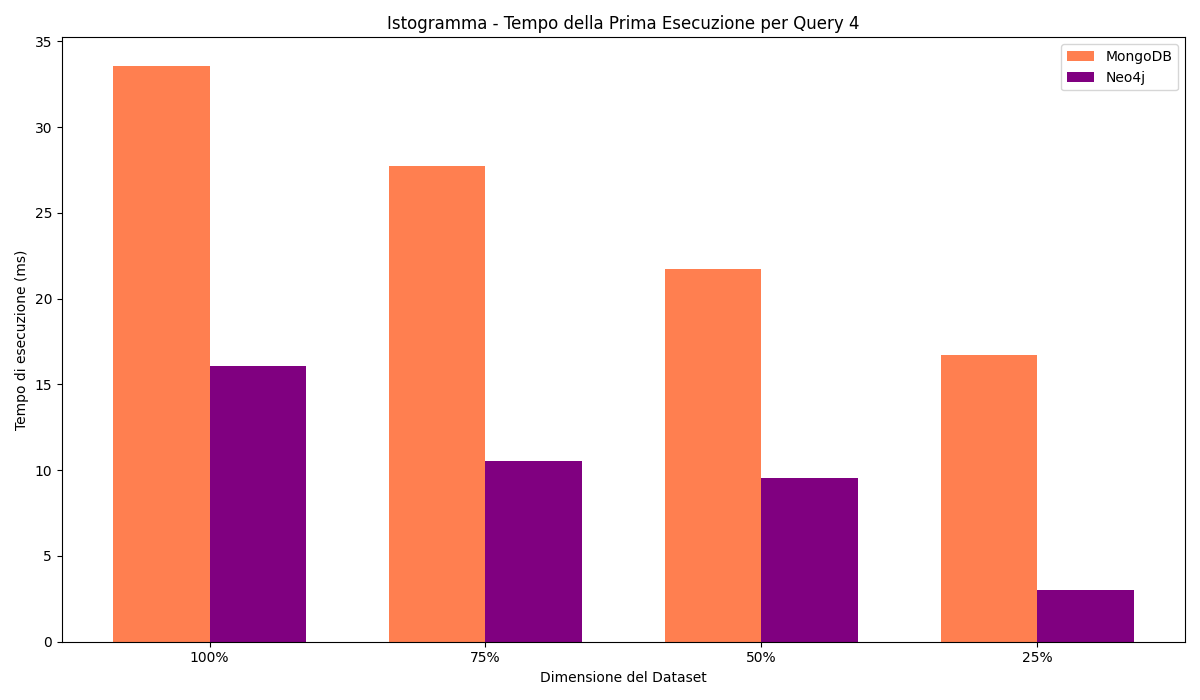 Istogramma - Tempo della Prima Esecuzione per Query 4
MongoDB
Neo4j
Tempo di esecuzione (ms)
35
30
25
20
15
10
5
0
100%
75%
50%
25%
Dimensione del Dataset